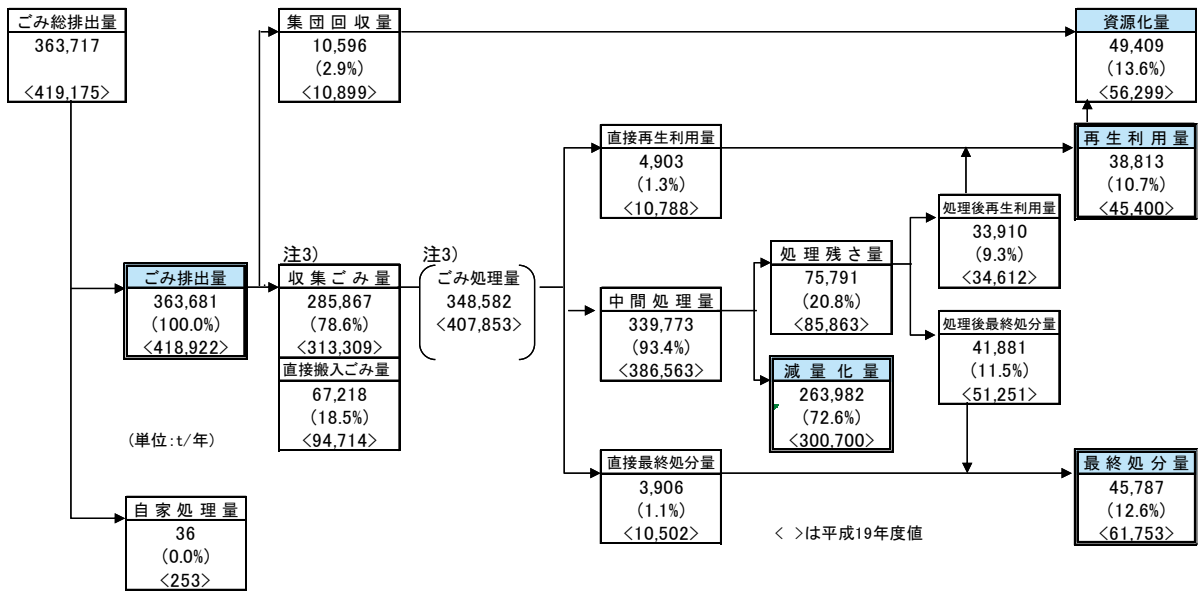 ごみ総排出量
363,717
<419,175>
集団回収量
10,596
(2.9%)
<10,899>
資源化量
49,409
(13.6%)
<56,299>
直接再生利用量
4,903
(1.3%)
<10,788>
再生利用量
38,813
(10.7%)
<45,400>
処理後再生利用量
33,910
(9.3%)
<34,612>
ごみ排出量
363,681
(100.0%)
<418,922>
注3)
収集ごみ量
285,867
(78.6%)
<313,309>
直接搬入ごみ量
67,218
(18.5%)
<94,714>
注3)
ごみ処理量
348,582
<407,853>
中間処理量
339,773
(93.4%)
<386,563>
処理残さ量
75,791
(20.8%)
<85,863>
減量化量
263,982
(72.6%)
<300,700>
処理後最終処分量
41,881
(11.5%)
<51,251>
(単位:t/年)
直接最終処分量
3,906
(1.1%)
<10,502>
最終処分量
45,787
(12.6%)
<61,753>
自家処理量
36
(0.0%)
<253>
< >は平成19年度値